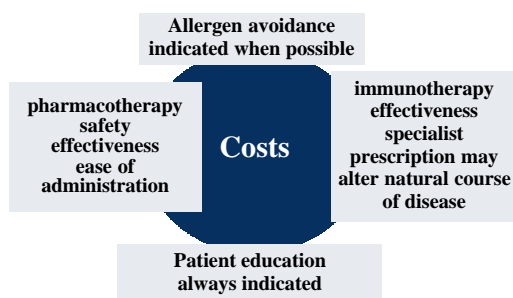 Allergen avoidance
indicated when possible
pharmacotherapy
safety
effectiveness
ease of
administration
Costs
immunotherapy
effectiveness
specialist
prescription may
alter natural course
of disease
Patient education
always indicated